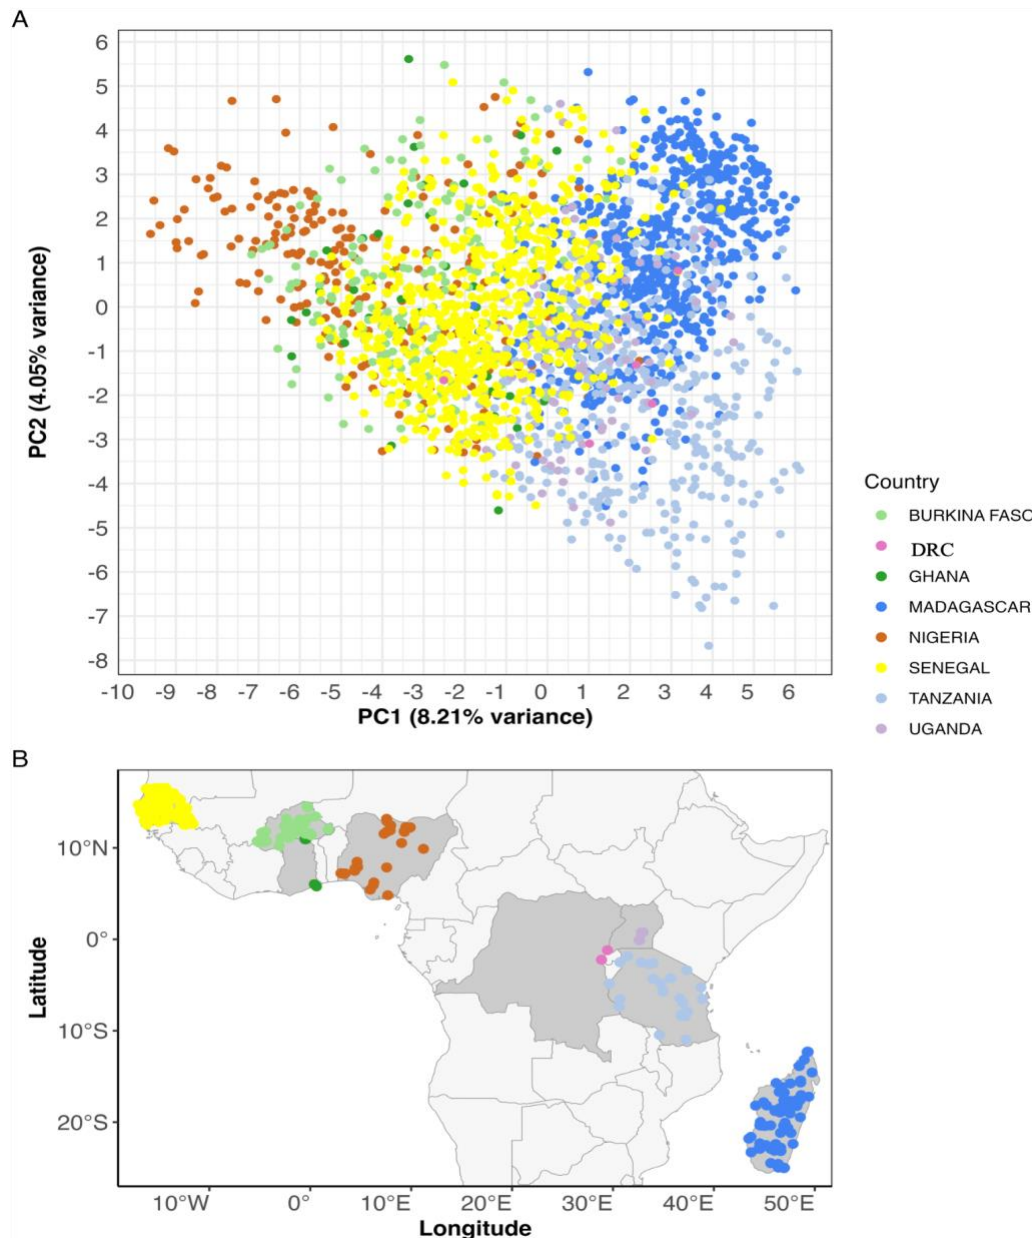 A
6
5
4
3
2
1
0
-1
-2
-3
-4
-5
-6
-7
-8
PC2 (4.05% variance)
-10 -9 -8 -7 -6 -5 -4 -3 -2 -1 0 1 2 3 4 5 6
PC1 (8.21% variance)
Country
BURKINA FASO
DRC
GHANA
MADAGASCAR
NIGERIA
SENEGAL
TANZANIA
UGANDA
B
10°N
0°
10°S
20°S
Latitude
10°W 0° 10°E 20°E 30°E 40°E 50°E
Longitude